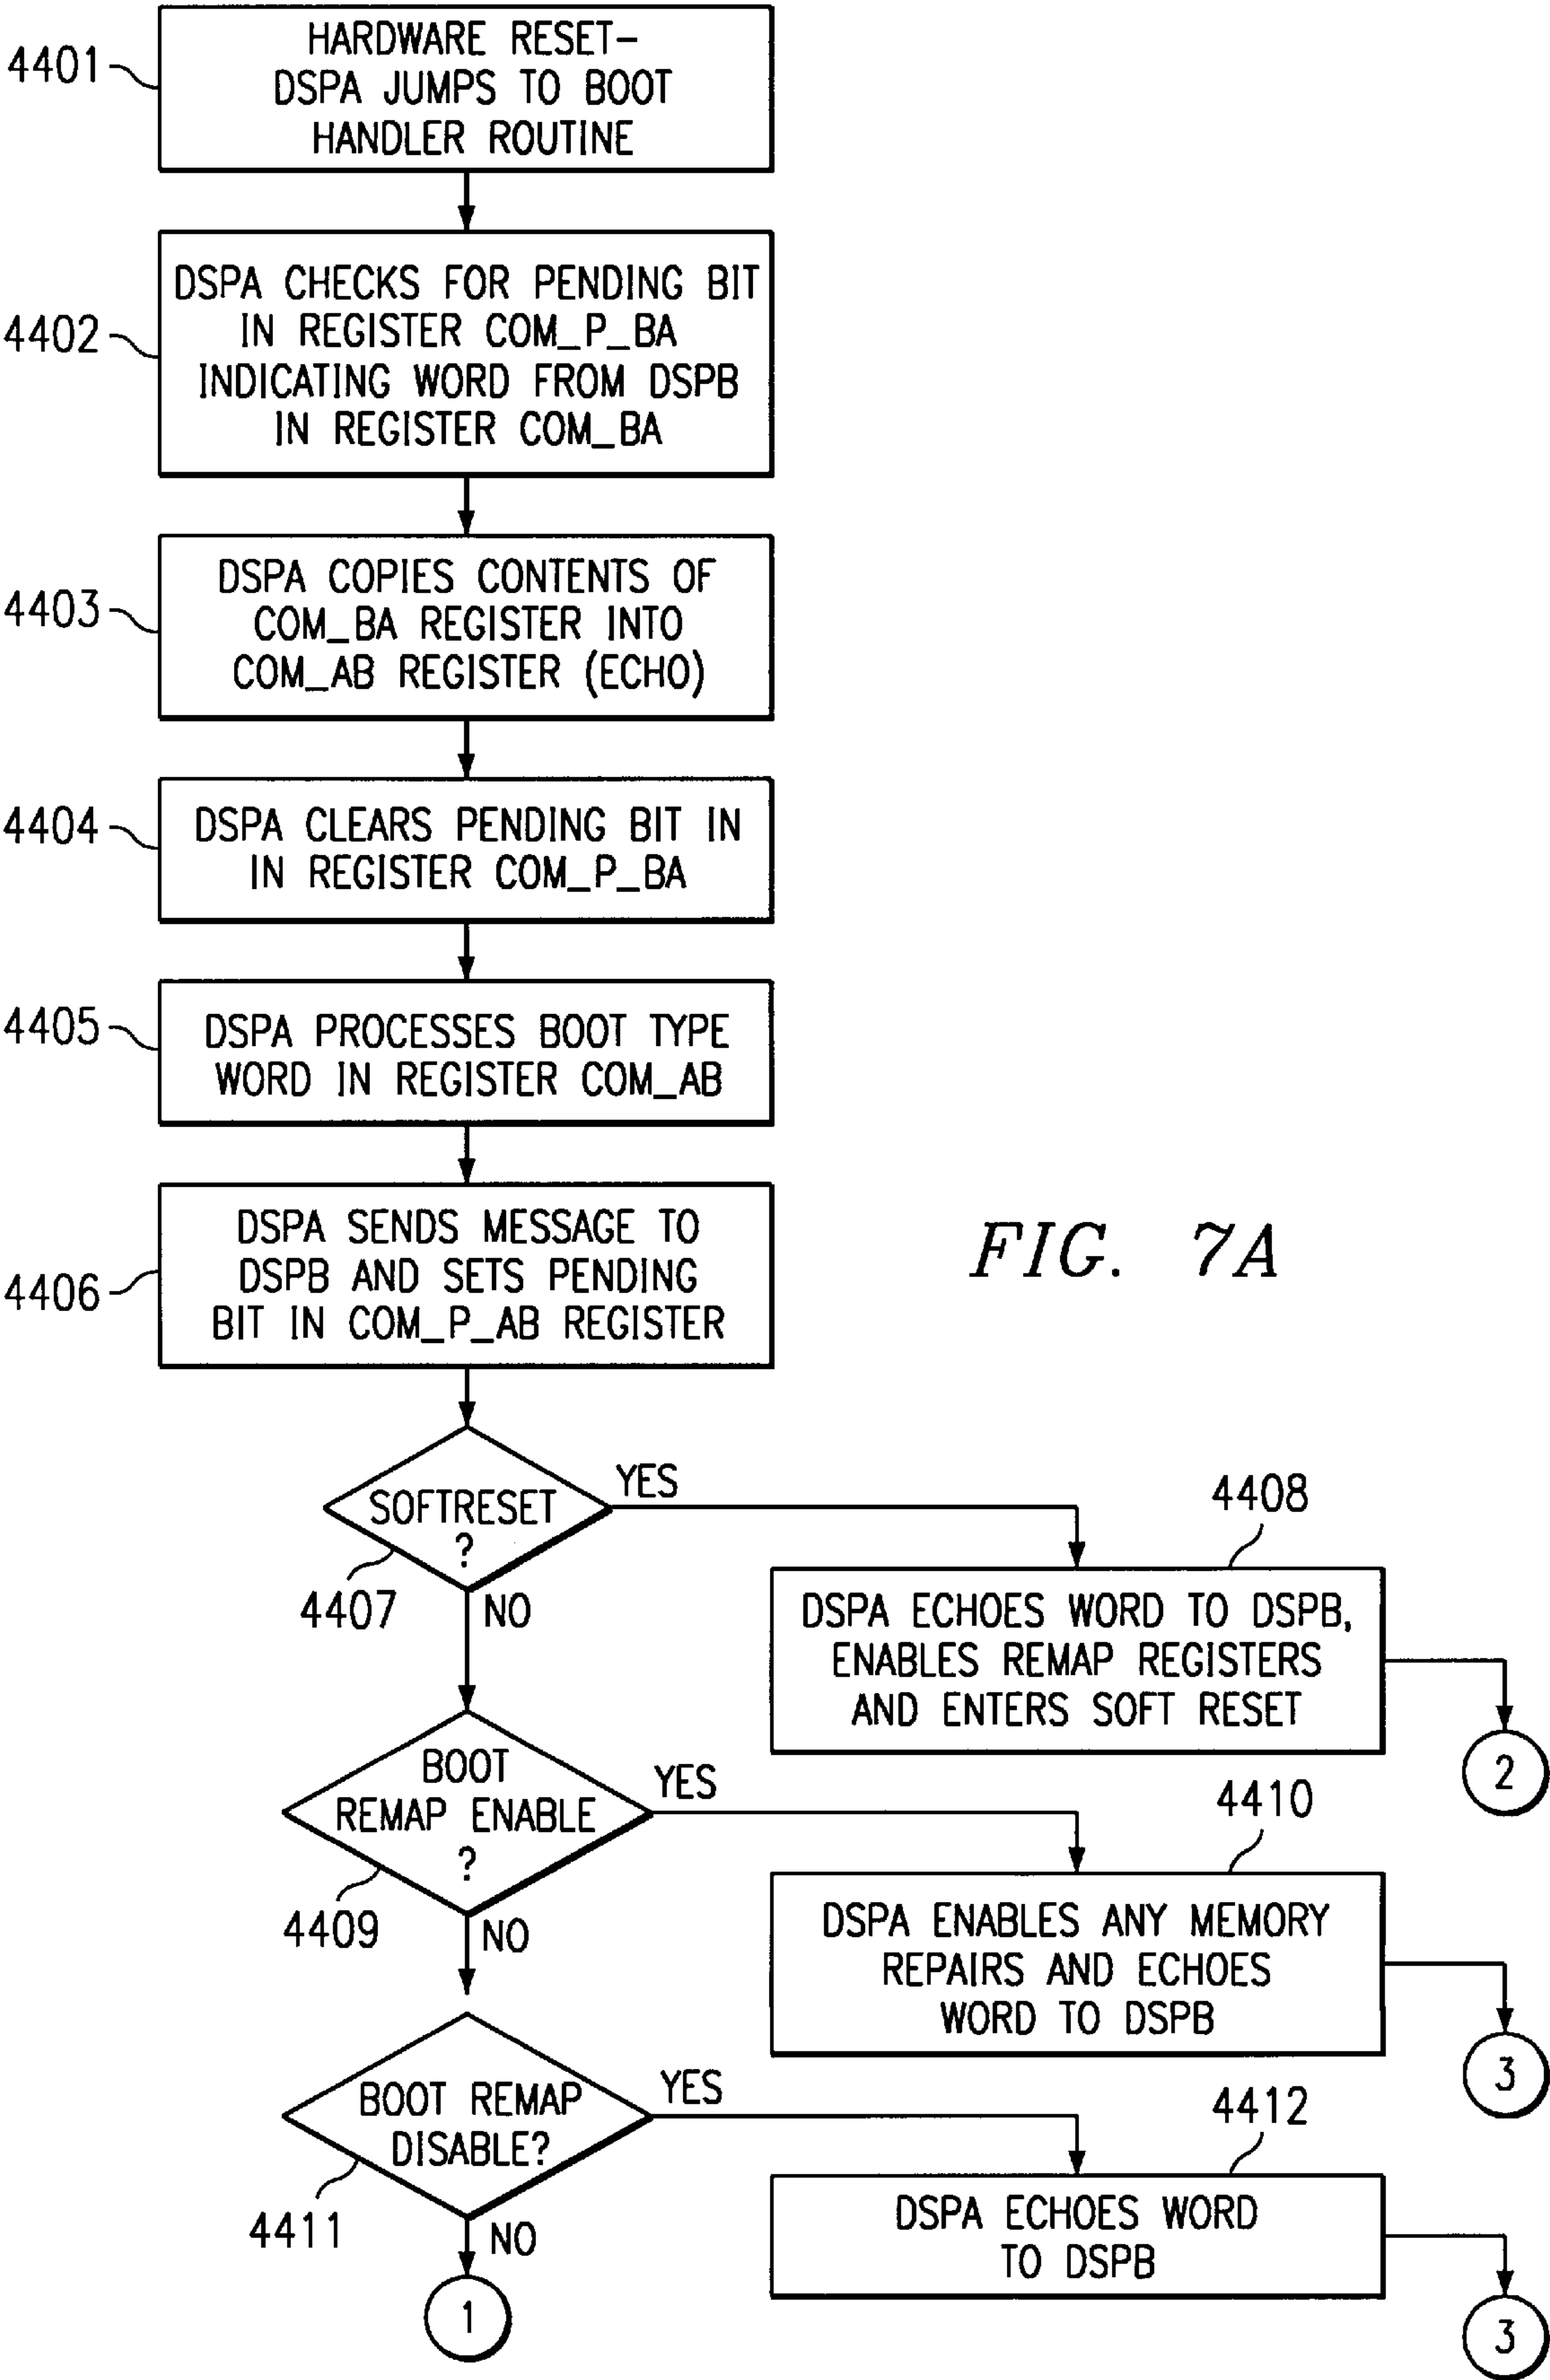 4401
HARDWARE RESET-
DSPA JUMPS TO BOOT
HANDLER ROUTINE
4402
DSPA CHECKS FOR PENDING BIT
IN REGISTER COM_P_BA
INDICATING WORD FROM DSPB
IN REGISTER COM_BA
4403
DSPA COPIES CONTENTS OF
COM_BA REGISTER INTO
COM_AB REGISTER (ECHO)
4404
DSPA CLEARS PENDING BIT IN
IN REGISTER COM_P_BA
4405
DSPA PROCESSES BOOT TYPE
WORD IN REGISTER COM_AB
4406
DSPA SENDS MESSAGE TO
DSPB AND SETS PENDING
BIT IN COM_P_AB REGISTER
FIG. 7A
SOFTRESET
?
YES
4407
NO
4408
DSPA ECHOES WORD TO DSPB,
ENABLES REMAP REGISTERS
AND ENTERS SOFT RESET
2
BOOT
REMAP ENABLE
?
YES
4409
NO
4410
DSPA ENABLES ANY MEMORY
REPAIRS AND ECHOES
WORD TO DSPB
3
BOOT REMAP
DISABLE?
YES
4411
NO
4412
DSPA ECHOES WORD
TO DSPB
1
3